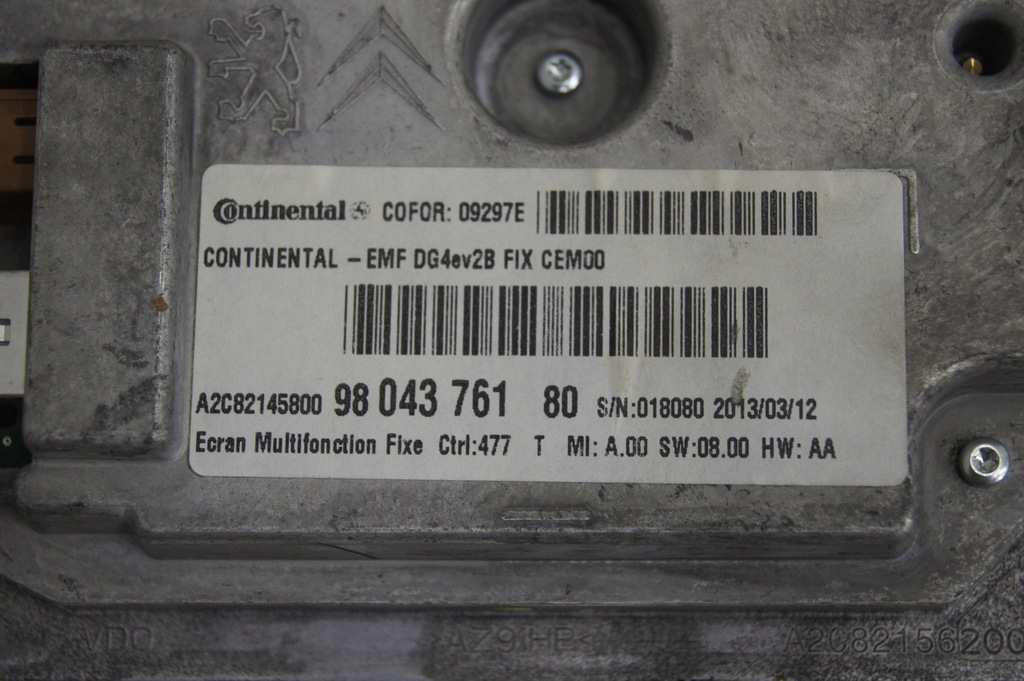 Continental COFOR: 09297E
CONTINENTAL - EMF DG4ev2B FIX CEM00
A2C82145800 98 043 761 80 S/N:018080 2013/03/12
Ecran Multifonction Fixe Ctrl:477 T MI: A.00 SW:08.00 HW: AA
VDO A2C82156200